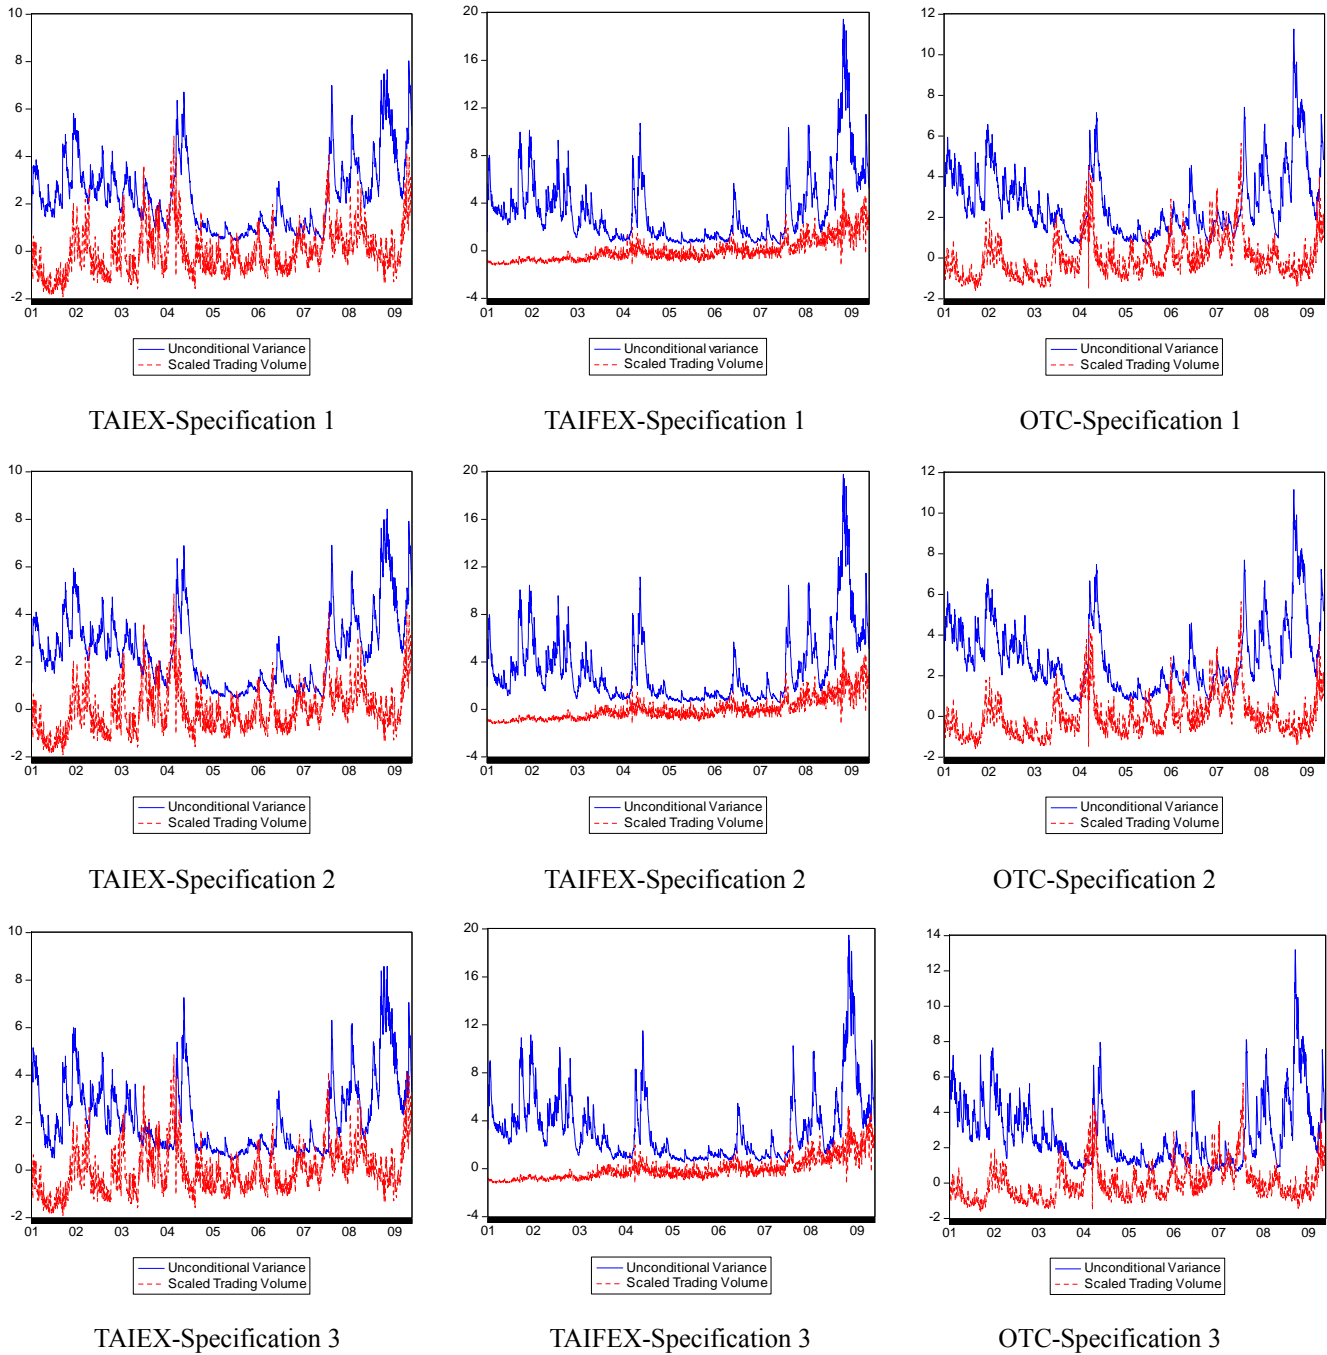 10
8
6
4
2
0
-2
01 02 03 04 05 06 07 08 09
Unconditional Variance
Scaled Trading Volume
TAIEX-Specification 1
20
16
12
8
4
0
-4
01 02 03 04 05 06 07 08 09
Unconditional variance
Scaled Trading Volume
TAIFEX-Specification 1
12
10
8
6
4
2
0
-2
01 02 03 04 05 06 07 08 09
Unconditional Variance
Scaled Trading Volume
OTC-Specification 1
10
8
6
4
2
0
-2
01 02 03 04 05 06 07 08 09
Unconditional Variance
Scaled Trading Volume
TAIEX-Specification 2
20
16
12
8
4
0
-4
01 02 03 04 05 06 07 08 09
Unconditional Variance
Scaled Trading Volume
TAIFEX-Specification 2
12
10
8
6
4
2
0
-2
01 02 03 04 05 06 07 08 09
Unconditional Variance
Scaled Trading Volume
OTC-Specification 2
10
8
6
4
2
0
-2
01 02 03 04 05 06 07 08 09
Unconditional Variance
Scaled Trading Volume
TAIEX-Specification 3
20
16
12
8
4
0
-4
01 02 03 04 05 06 07 08 09
Unconditional Variance
Scaled Trading Volume
TAIFEX-Specification 3
14
12
10
8
6
4
2
0
-2
01 02 03 04 05 06 07 08 09
Unconditional Variance
Scaled Trading Volume
OTC-Specification 3